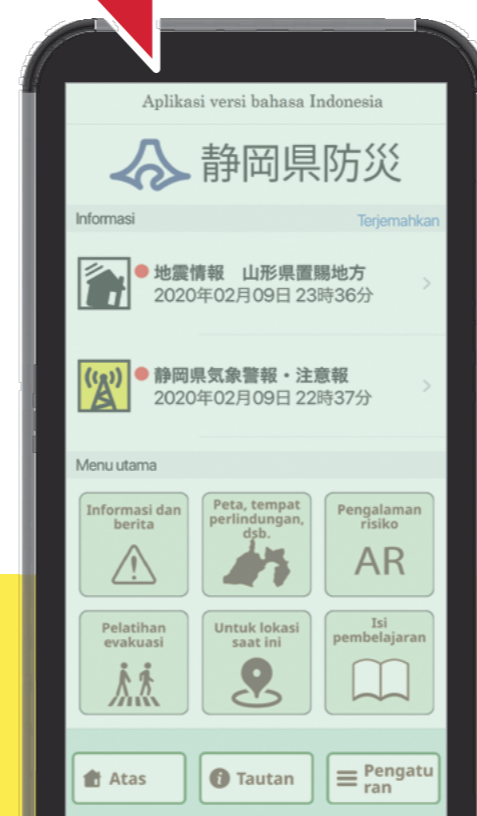 Aplikasi versi bahasa Indonesia
静岡県防災
Informasi
Terjemahkan
地震情報　山形県置賜地方
2020年02月09日 23時36分
静岡県気象警報・注意報
2020年02月09日 22時37分
Menu utama
Informasi dan
berita
Peta, tempat
perlindungan,
dsb.
Pengalaman
risiko
AR
Pelatihan
evakuasi
Untuk lokasi
saat ini
Isi
pembelajaran
Atas
Tautan
Pengatu
ran